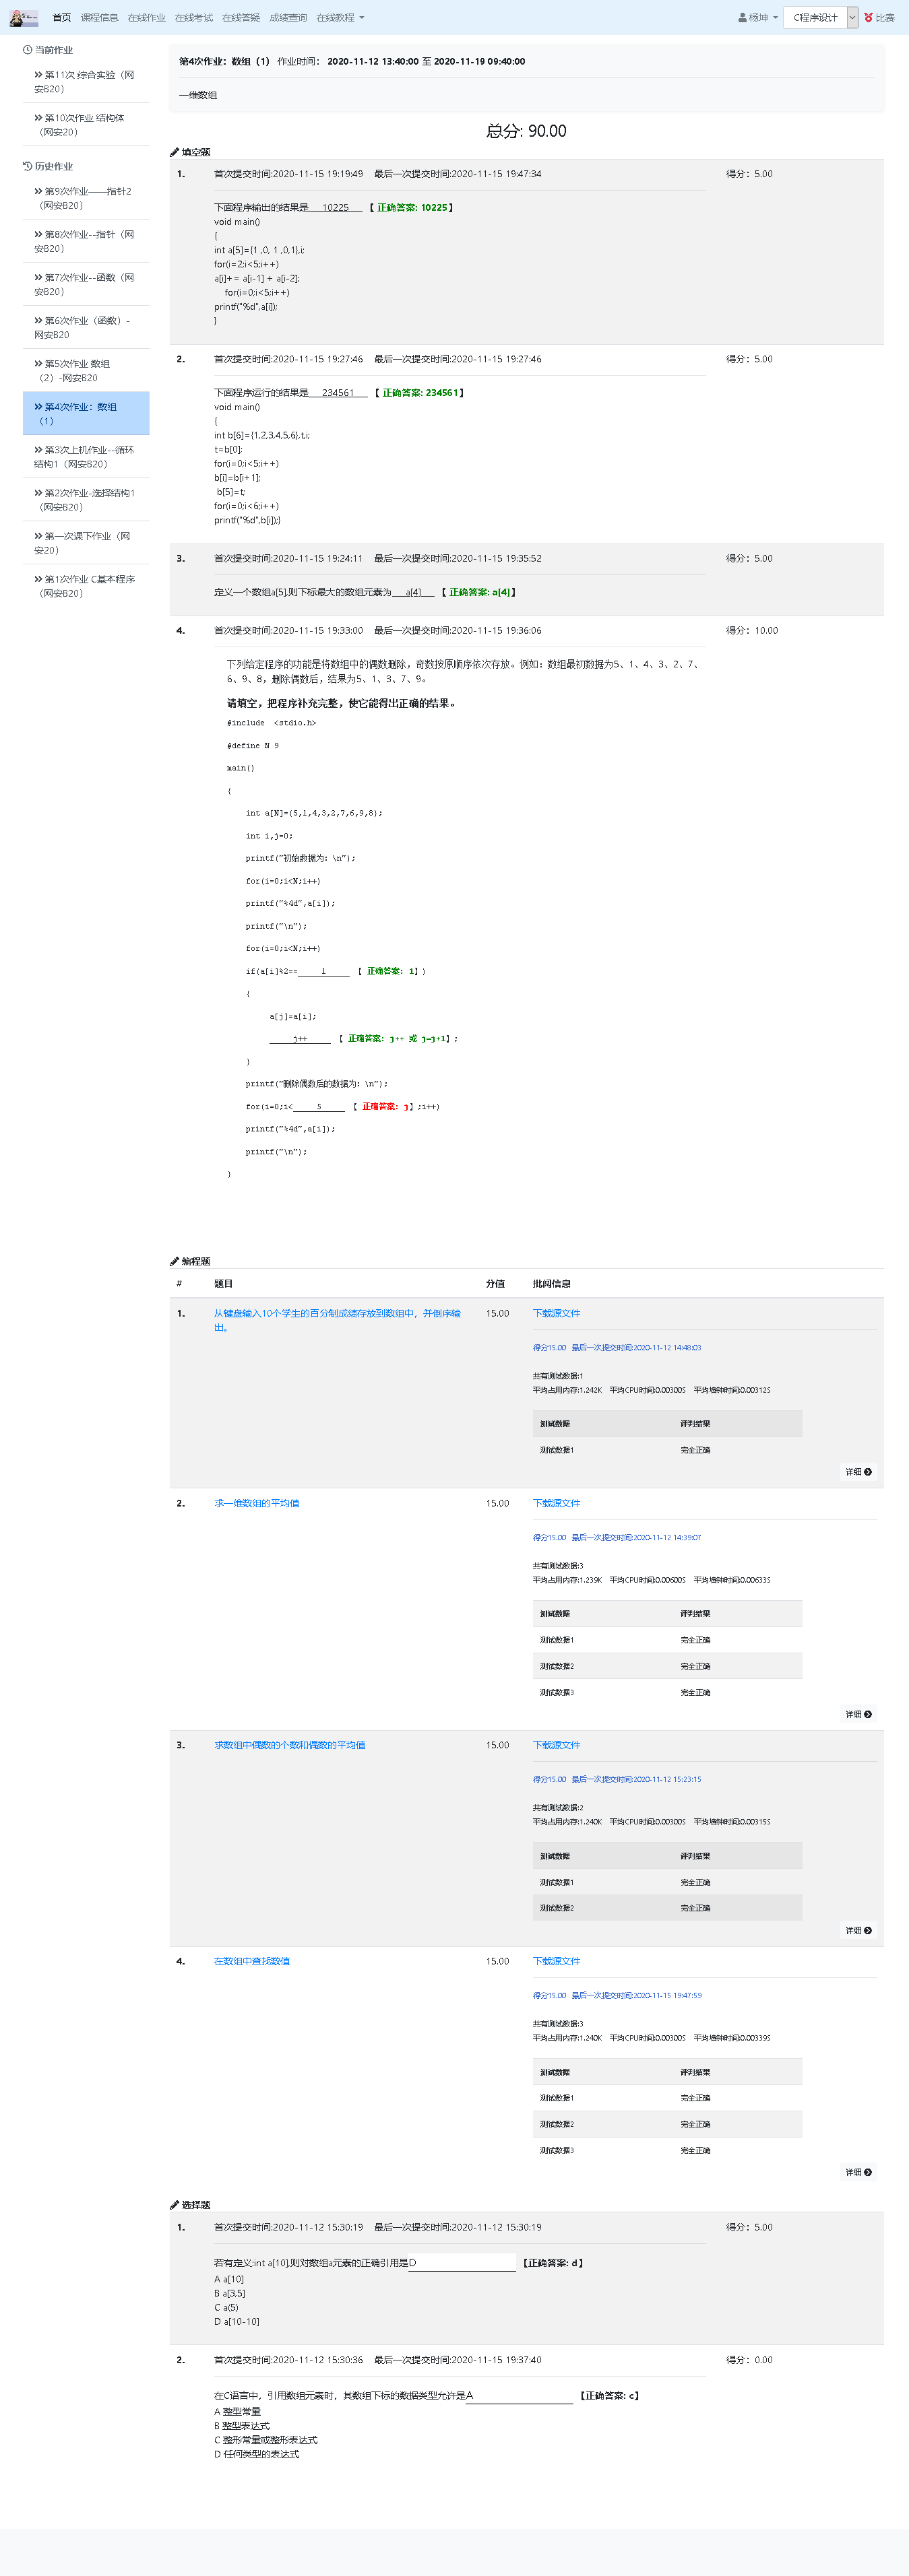 首页 课程信息 在线作业 在线考试 在线答疑 成绩查询 在线教程 杨坤 C程序设计 比赛
当前作业
第11次 综合实验（网
安B20）
第10次作业 结构体
（网安20）
历史作业
第9次作业——指针2
（网安B20）
第8次作业--指针（网
安B20）
第7次作业--函数（网
安B20）
第6次作业（函数）-
网安B20
第5次作业 数组
（2）-网安B20
第4次作业：数组
（1）
第3次上机作业--循环
结构1（网安B20）
第2次作业-选择结构1
（网安B20）
第一次课下作业（网
安20）
第1次作业 C基本程序
（网安B20）
第4次作业：数组（1） 作业时间： 2020-11-12 13:40:00 至 2020-11-19 09:40:00
一维数组
总分: 90.00
填空题
1. 首次提交时间:2020-11-15 19:19:49 最后一次提交时间:2020-11-15 19:47:34 得分：5.00
下面程序输出的结果是 10225 【 正确答案: 10225】
void main()
{
int a[5]={1 ,0, 1 ,0,1},i;
for(i=2;i<5;i++)
a[i]+= a[i-1] + a[i-2];
for(i=0;i<5;i++)
printf("%d",a[i]);
}
2. 首次提交时间:2020-11-15 19:27:46 最后一次提交时间:2020-11-15 19:27:46 得分：5.00
下面程序运行的结果是 234561 【 正确答案: 234561】
void main()
{
int b[6]={1,2,3,4,5,6},t,i;
t=b[0];
for(i=0;i<5;i++)
b[i]=b[i+1];
b[5]=t;
for(i=0;i<6;i++)
printf("%d",b[i]);}
3. 首次提交时间:2020-11-15 19:24:11 最后一次提交时间:2020-11-15 19:35:52 得分：5.00
定义一个数组a[5],则下标最大的数组元素为 a[4] 【 正确答案: a[4]】
4. 首次提交时间:2020-11-15 19:33:00 最后一次提交时间:2020-11-15 19:36:06 得分：10.00
下列给定程序的功能是将数组中的偶数删除，奇数按原顺序依次存放。例如：数组最初数据为5、1、4、3、2、7、
6、9、8，删除偶数后，结果为5、1、3、7、9。
请填空，把程序补充完整，使它能得出正确的结果。
#include <stdio.h>
#define N 9
main()
{
int a[N]={5,1,4,3,2,7,6,9,8};
int i,j=0;
printf("初始数据为：\n");
for(i=0;i<N;i++)
printf("%4d",a[i]);
printf("\n");
for(i=0;i<N;i++)
if(a[i]%2== 1 【 正确答案: 1】)
{
a[j]=a[i];
j++ 【 正确答案: j++ 或 j=j+1】;
}
printf("删除偶数后的数据为：\n");
for(i=0;i< 5 【 正确答案: j】;i++)
printf("%4d",a[i]);
printf("\n");
}
编程题
# 题目 分值 批阅信息
1. 从键盘输入10个学生的百分制成绩存放到数组中，并倒序输 15.00 下载源文件
出。
得分15.00 最后一次提交时间:2020-11-12 14:48:03
共有测试数据:1
平均占用内存:1.242K 平均CPU时间:0.00300S 平均墙钟时间:0.00312S
测试数据 评判结果
测试数据1 完全正确
详细
2. 求一维数组的平均值 15.00 下载源文件
得分15.00 最后一次提交时间:2020-11-12 14:39:07
共有测试数据:3
平均占用内存:1.239K 平均CPU时间:0.00600S 平均墙钟时间:0.00633S
测试数据 评判结果
测试数据1 完全正确
测试数据2 完全正确
测试数据3 完全正确
详细
3. 求数组中偶数的个数和偶数的平均值 15.00 下载源文件
得分15.00 最后一次提交时间:2020-11-12 15:23:15
共有测试数据:2
平均占用内存:1.240K 平均CPU时间:0.00300S 平均墙钟时间:0.00315S
测试数据 评判结果
测试数据1 完全正确
测试数据2 完全正确
详细
4. 在数组中查找数值 15.00 下载源文件
得分15.00 最后一次提交时间:2020-11-15 19:47:59
共有测试数据:3
平均占用内存:1.240K 平均CPU时间:0.00300S 平均墙钟时间:0.00339S
测试数据 评判结果
测试数据1 完全正确
测试数据2 完全正确
测试数据3 完全正确
详细
选择题
1. 首次提交时间:2020-11-12 15:30:19 最后一次提交时间:2020-11-12 15:30:19 得分：5.00
若有定义:int a[10],则对数组a元素的正确引用是D 【正确答案: d】
A a[10]
B a[3,5]
C a(5)
D a[10-10]
2. 首次提交时间:2020-11-12 15:30:36 最后一次提交时间:2020-11-15 19:37:40 得分：0.00
在C语言中，引用数组元素时，其数组下标的数据类型允许是A 【正确答案: c】
A 整型常量
B 整型表达式
C 整形常量或整形表达式
D 任何类型的表达式